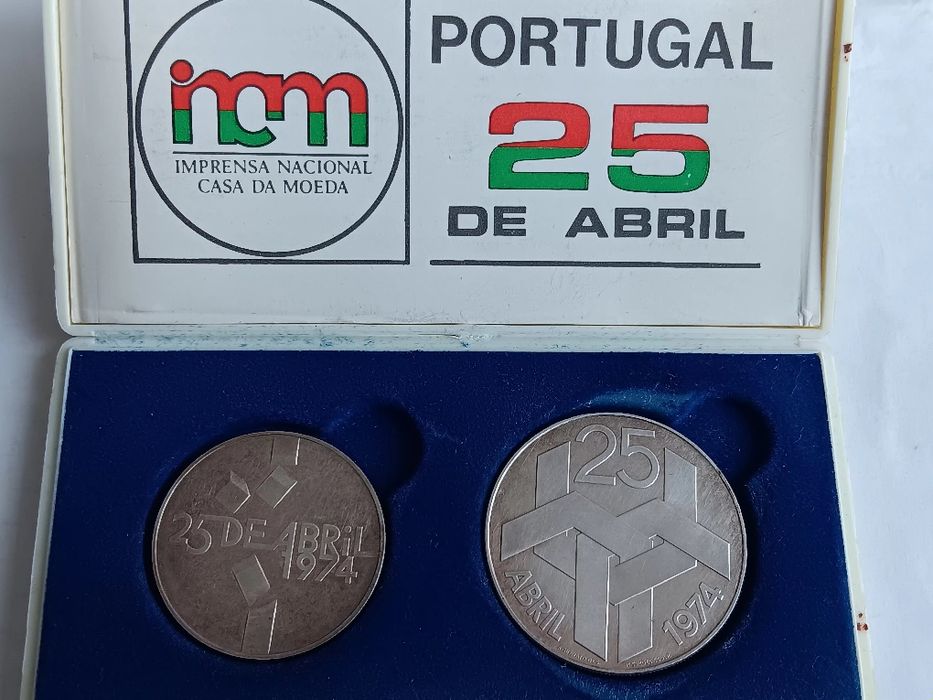 incm
IMPRENSA NACIONAL
CASA DA MOEDA
PORTUGAL
25
DE ABRIL
25 DE ABRIL
1974
25
ABRIL 1974